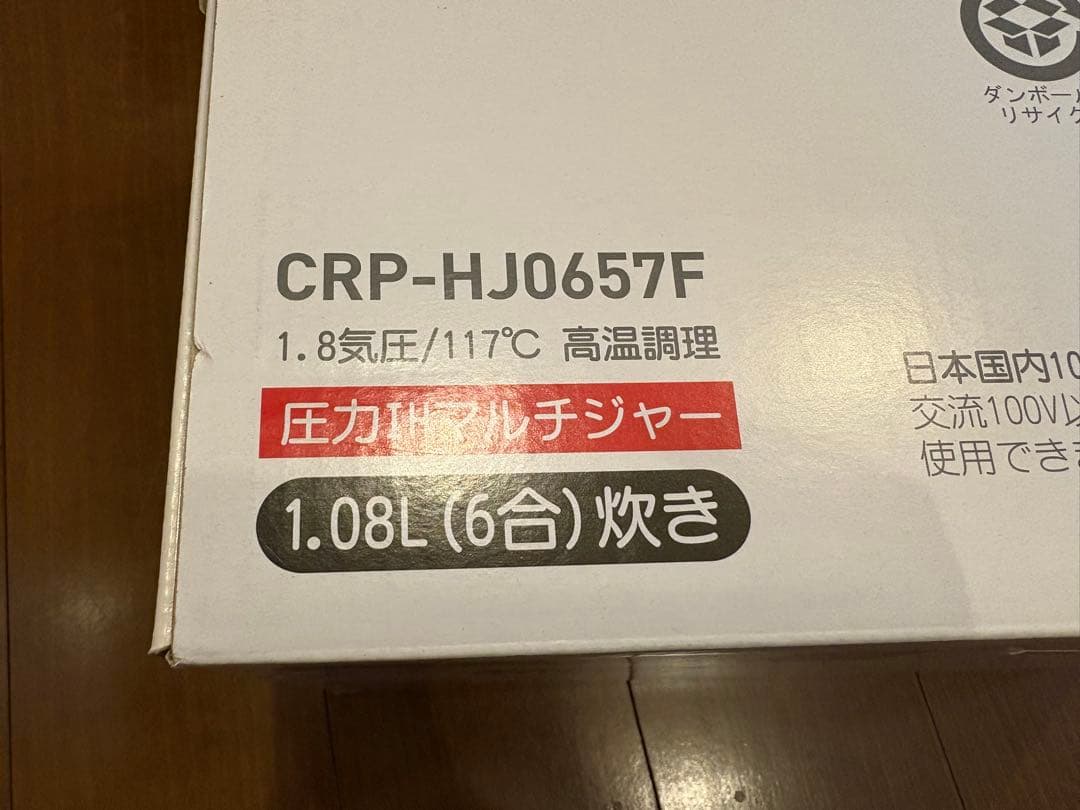 ダンボール
リサイク
CRP-HJ0657F
1.8気圧/117℃ 高温調理
圧力IHマルチジャー
1.08L(6合)炊き
日本国内10
交流100V以
使用でき